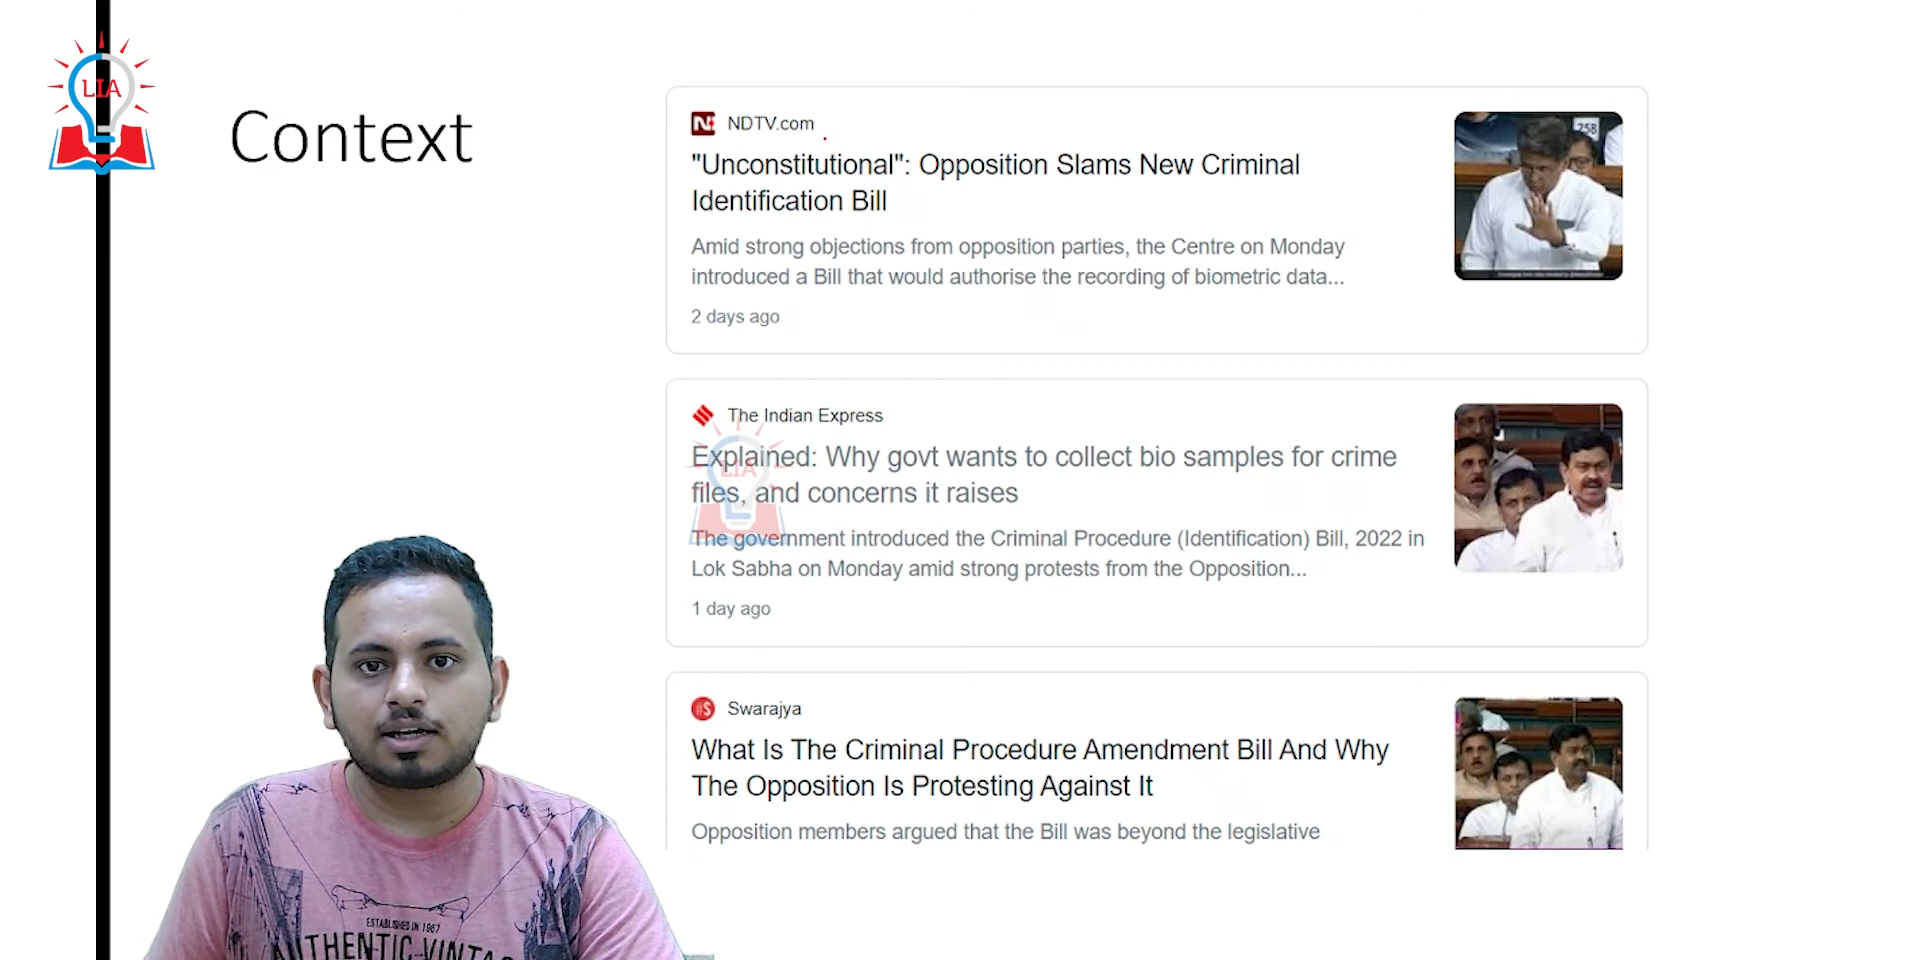 LIA
Context
NDTV.com
"Unconstitutional": Opposition Slams New Criminal
Identification Bill
Amid strong objections from opposition parties, the Centre on Monday
introduced a Bill that would authorise the recording of biometric data...
2 days ago
258
The Indian Express
Explained: Why govt wants to collect bio samples for crime
files, and concerns it raises
LIA
The government introduced the Criminal Procedure (Identification) Bill, 2022 in
Lok Sabha on Monday amid strong protests from the Opposition...
1 day ago
Swarajya
What Is The Criminal Procedure Amendment Bill And Why
The Opposition Is Protesting Against It
Opposition members argued that the Bill was beyond the legislative
ESTABLISHED IN 1967